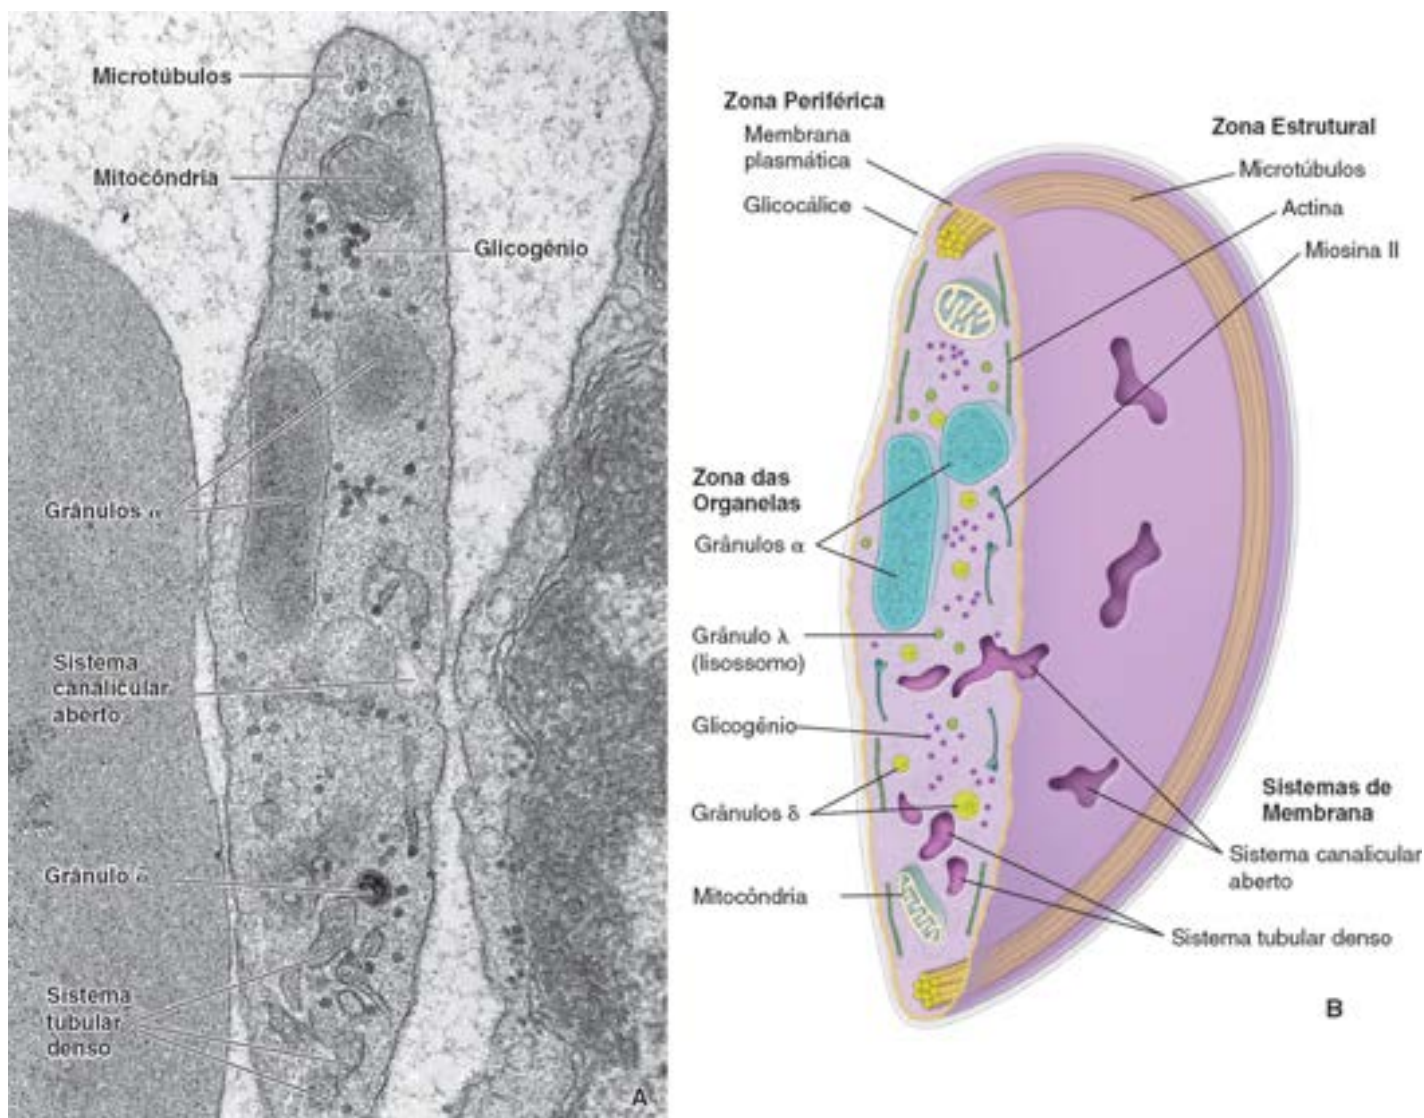 Microtúbulos
Mitocôndria
Glicogênio
Grânulos α
Sistema
canalicular
aberto
Grânulo δ
Sistema
tubular
denso
A
Zona Periférica
Membrana
plasmática
Glicocálice
Zona Estrutural
Microtúbulos
Actina
Miosina II
Zona das
Organelas
Grânulos α
Grânulo λ
(lisossomo)
Glicogênio
Grânulos δ
Mitocôndria
Sistemas de
Membrana
Sistema canalicular
aberto
Sistema tubular denso
B